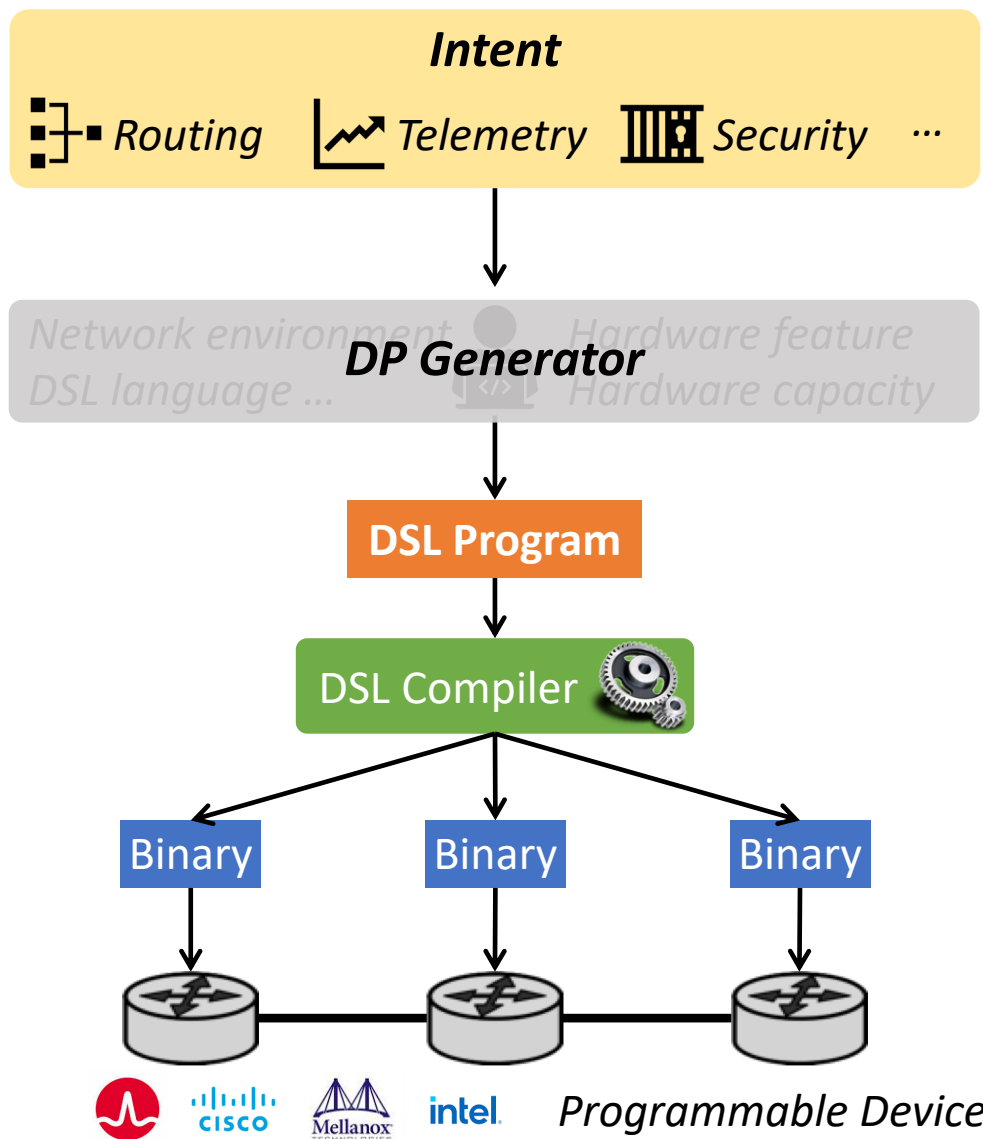 Intent
Routing Telemetry Security ...
Network environment Hardware feature
DP Generator
DSL language ... Hardware capacity
</>
DSL Program
DSL Compiler
Binary Binary Binary
CISCO Mellanox intel. Programmable Device
TECHNOLOGIES